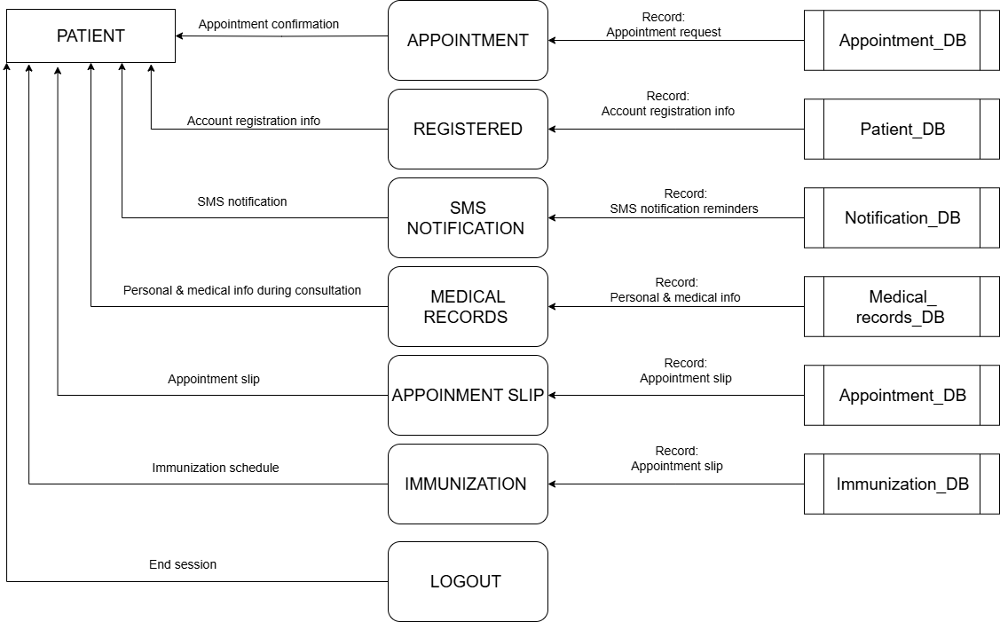 PATIENT
Appointment confirmation
APPOINTMENT
Record:
Appointment request
Appointment_DB
Account registration info
REGISTERED
Record:
Account registration info
Patient_DB
SMS notification
SMS
NOTIFICATION
Record:
SMS notification reminders
Notification_DB
Personal & medical info during consultation
MEDICAL
RECORDS
Record:
Personal & medical info
Medical_
records_DB
Appointment slip
APPOINMENT SLIP
Record:
Appointment slip
Appointment_DB
Immunization schedule
IMMUNIZATION
Record:
Appointment slip
Immunization_DB
End session
LOGOUT